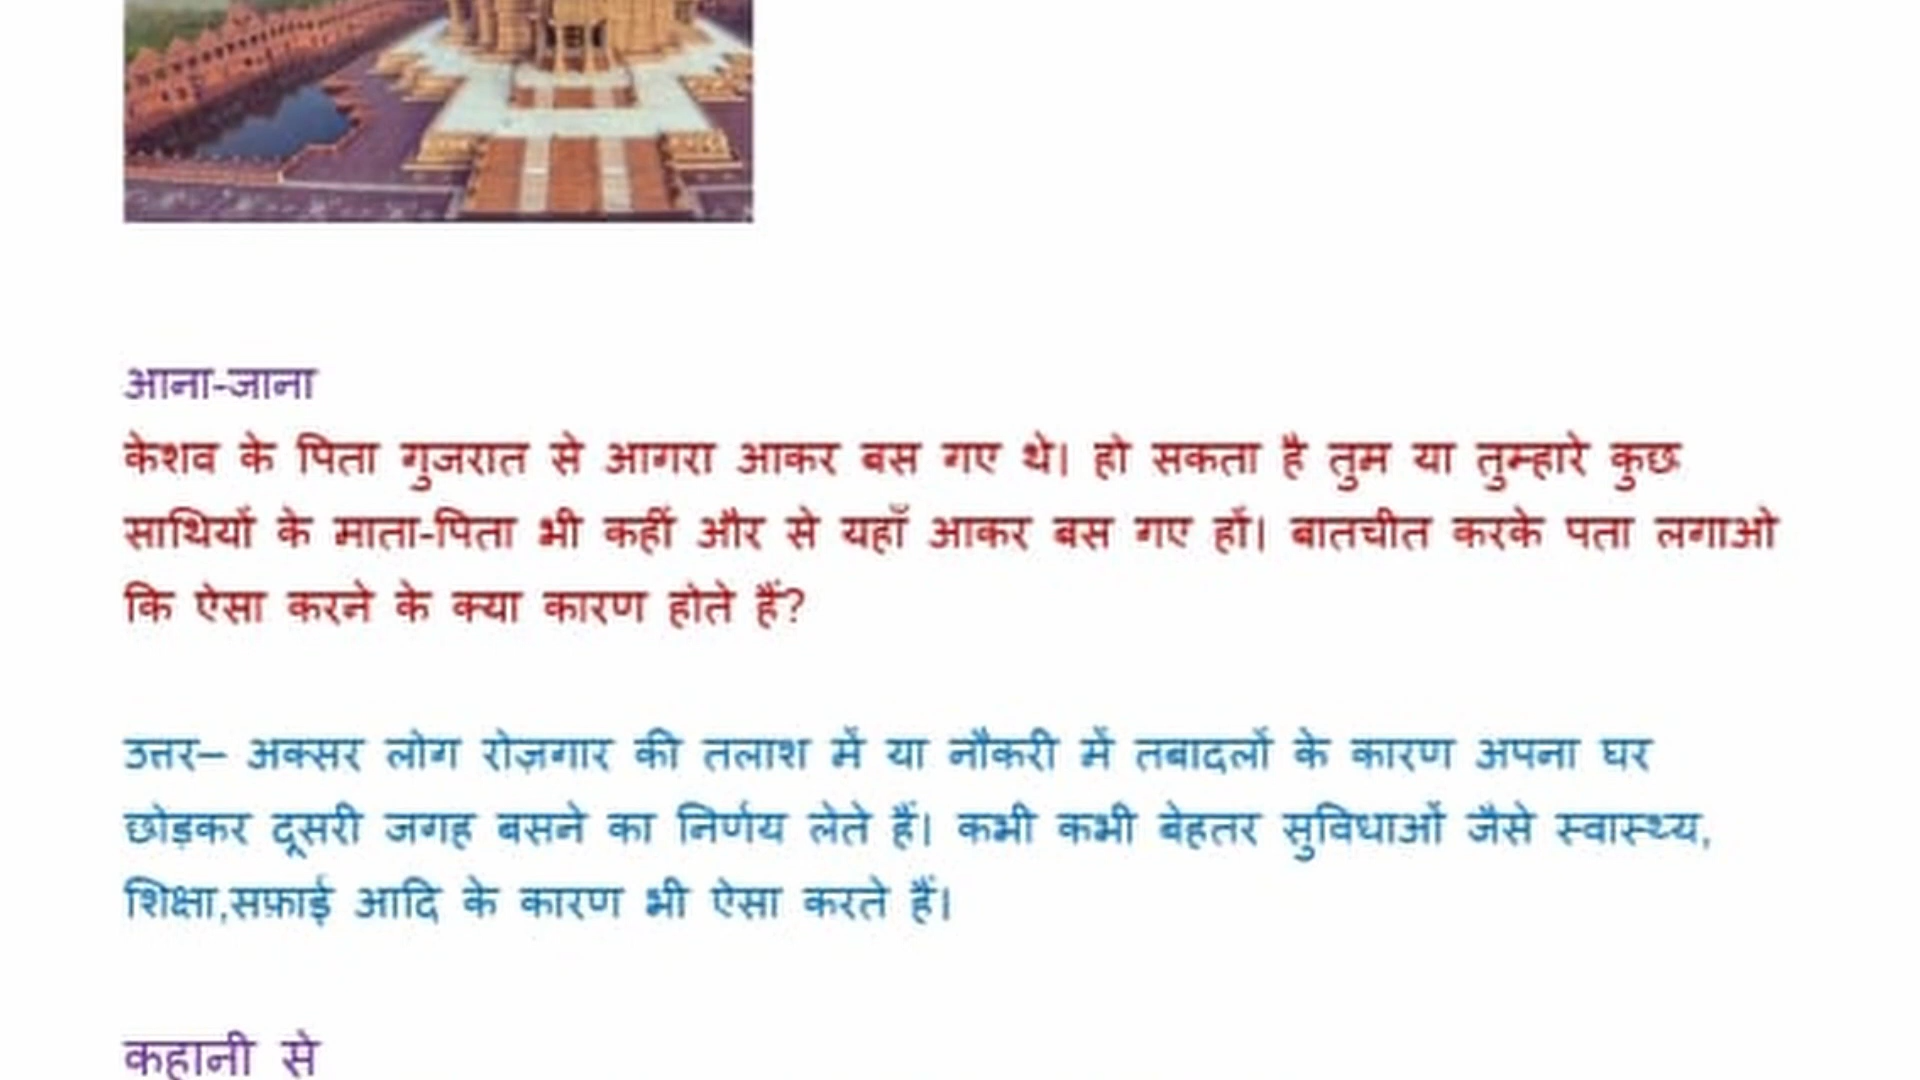 आना-जाना
केशव के पिता गुजरात से आगरा आकर बस गए थे। हो सकता है तुम या तुम्हारे कुछ
साथियों के माता-पिता भी कहीं और से यहाँ आकर बस गए हों। बातचीत करके पता लगाओ
कि ऐसा करने के क्या कारण होते हैं?
उत्तर– अक्सर लोग रोज़गार की तलाश में या नौकरी में तबादलों के कारण अपना घर
छोड़कर दूसरी जगह बसने का निर्णय लेते हैं। कभी कभी बेहतर सुविधाओं जैसे स्वास्थ्य,
शिक्षा,सफ़ाई आदि के कारण भी ऐसा करते हैं।
कहानी से